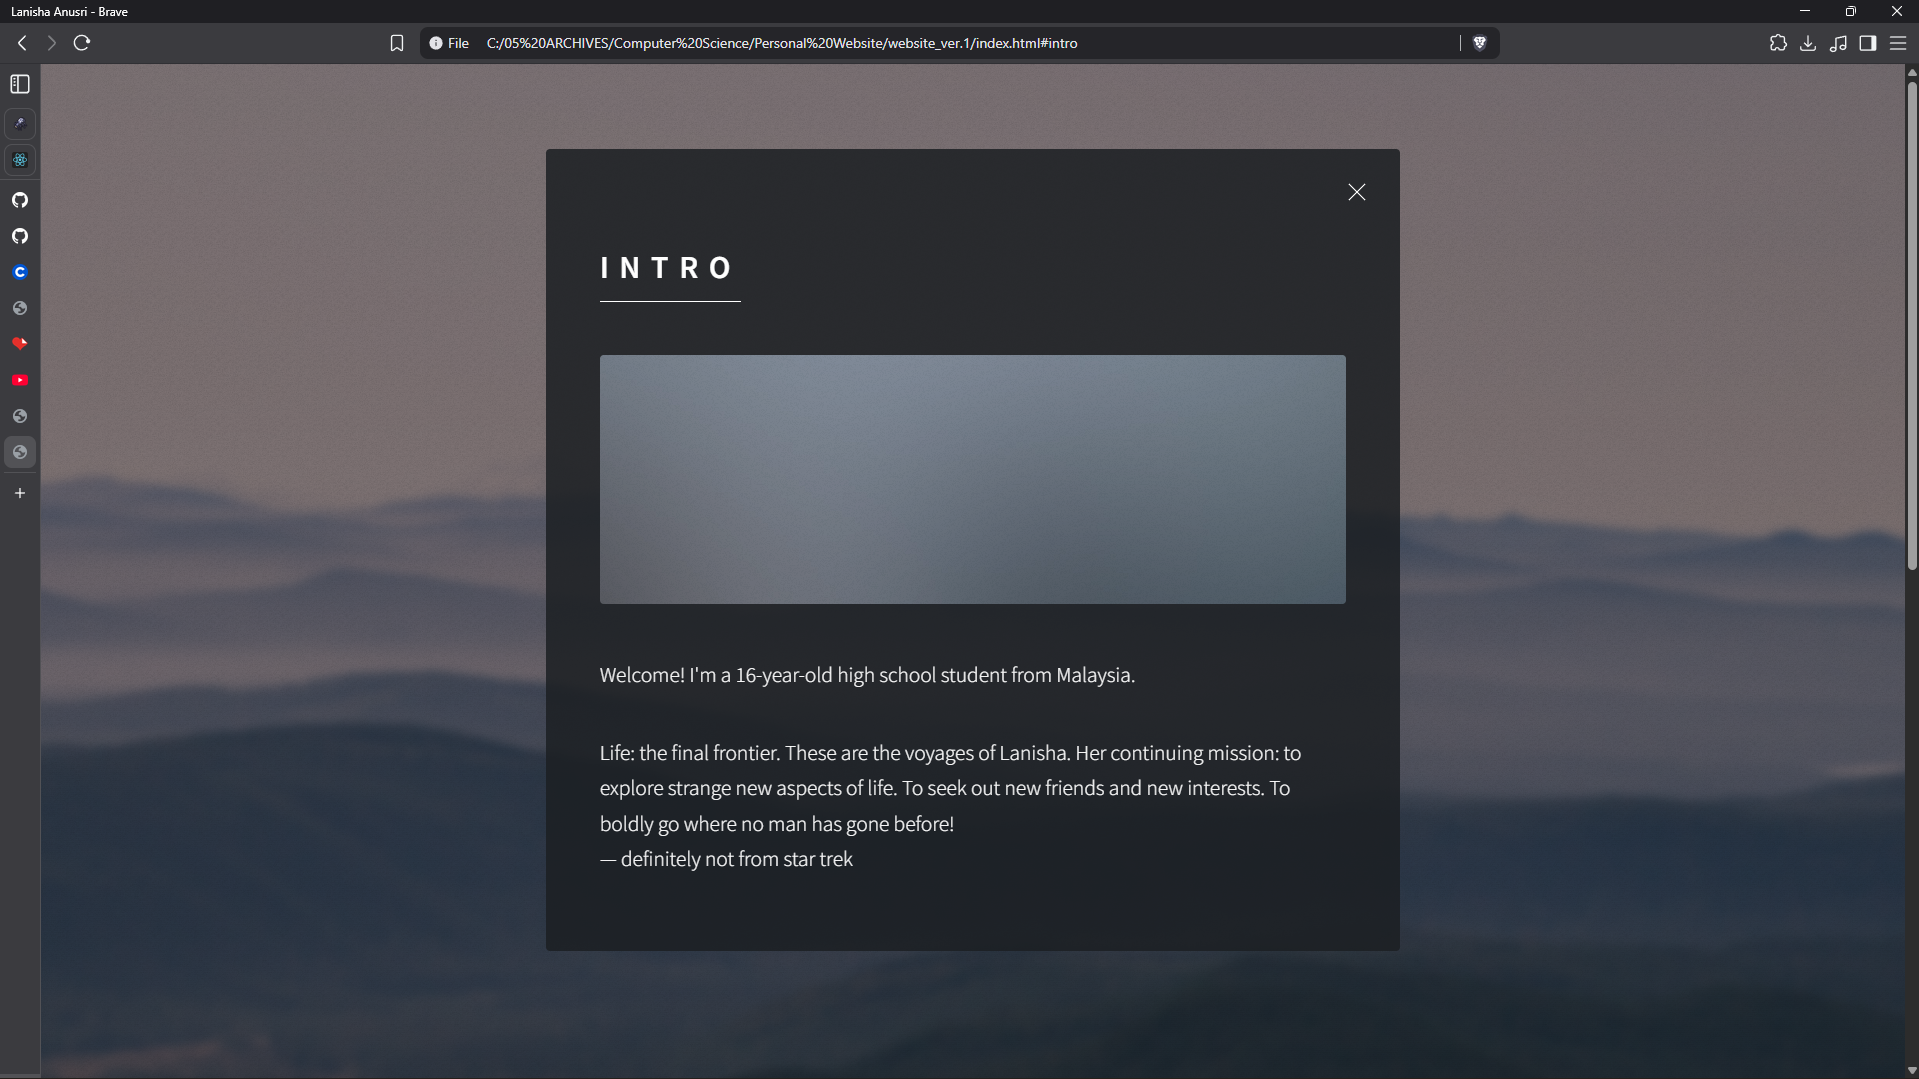 Lanisha Anusri - Brave
File C:/05%20ARCHIVES/Computer%20Science/Personal%20Website/website_ver.1/index.html#intro
INTRO
Welcome! I'm a 16-year-old high school student from Malaysia.
Life: the final frontier. These are the voyages of Lanisha. Her continuing mission: to
explore strange new aspects of life. To seek out new friends and new interests. To
boldly go where no man has gone before!
— definitely not from star trek